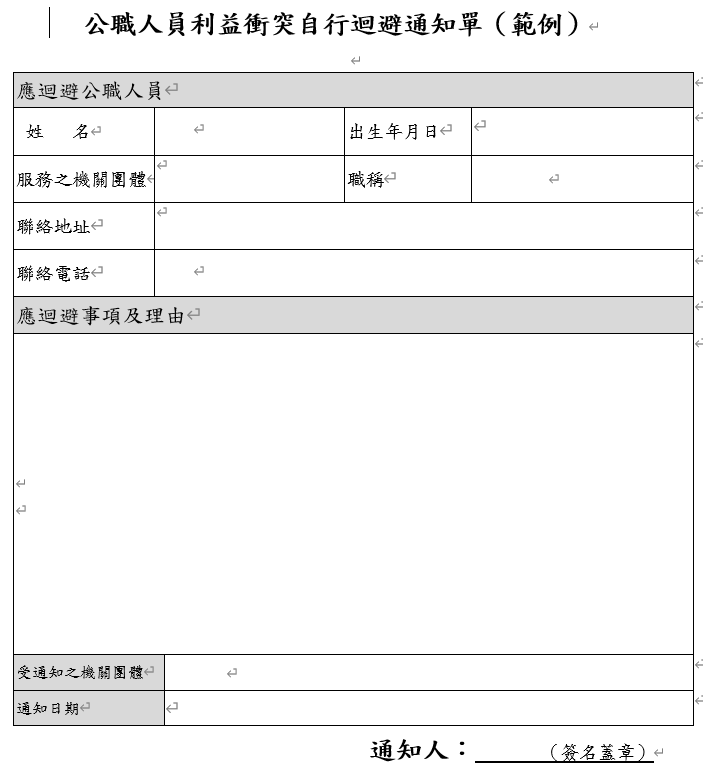 公職人員利益衝突自行迴避通知單（範例）
應迴避公職人員
姓 名
出生年月日
服務之機關團體
職稱
聯絡地址
聯絡電話
應迴避事項及理由
受通知之機關團體
通知日期
通知人：（簽名蓋章）